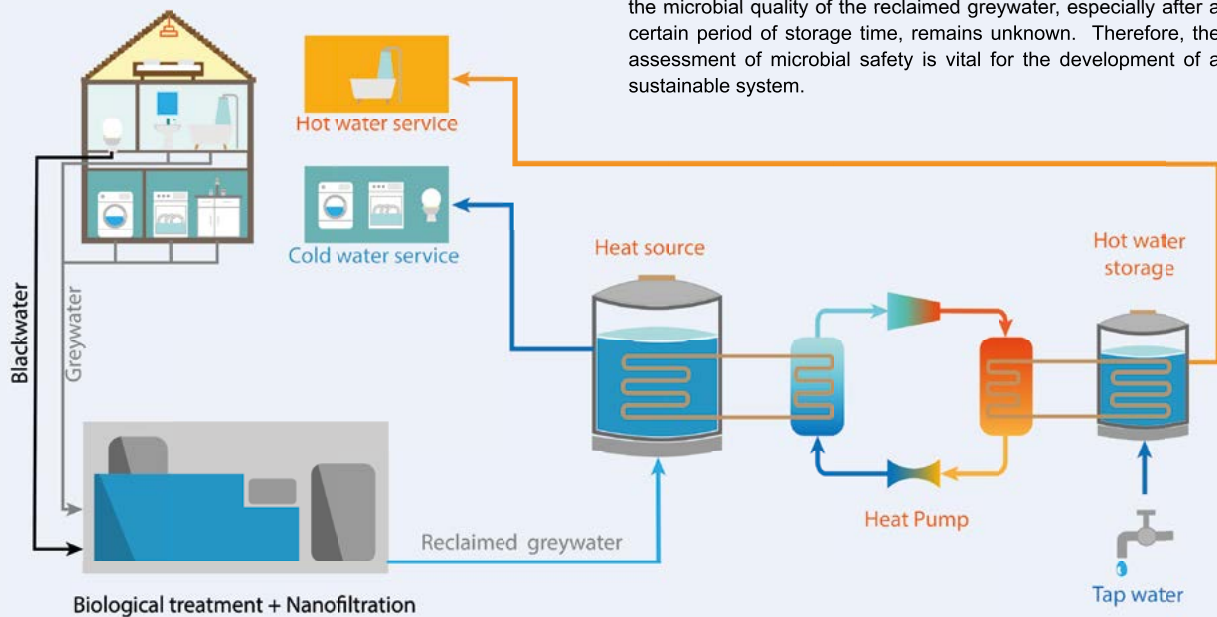 the microbial quality of the reclaimed greywater, especially after a
certain period of storage time, remains unknown. Therefore, the
assessment of microbial safety is vital for the development of a
sustainable system.
Hot water service
Cold water service
Heat source
Hot water
storage
Blackwater
Greywater
Heat Pump
Reclaimed greywater
Tap water
Biological treatment + Nanofiltration